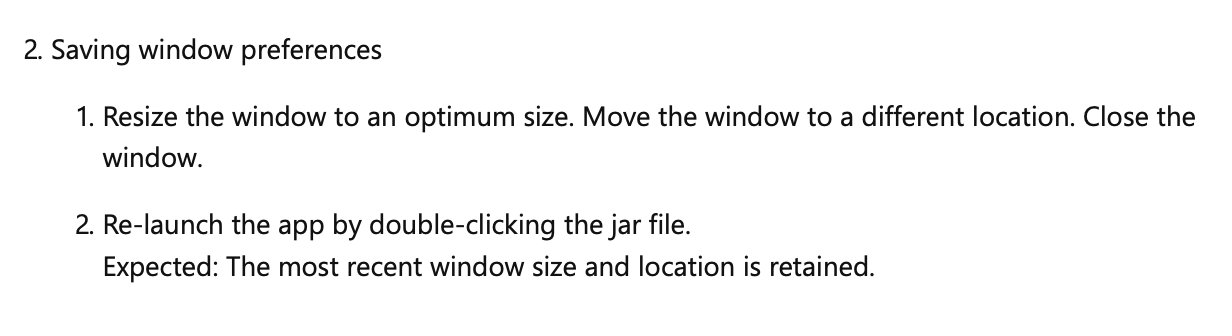 2. Saving window preferences
1. Resize the window to an optimum size. Move the window to a different location. Close the
window.
2. Re-launch the app by double-clicking the jar file.
Expected: The most recent window size and location is retained.